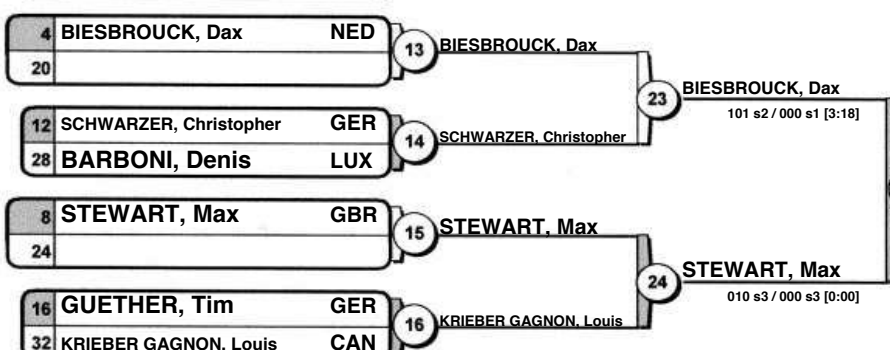 4 BIESBROUCK, Dax NED
20
13
BIESBROUCK, Dax
12 SCHWARZER, Christopher GER
28 BARBONI, Denis LUX
14
SCHWARZER, Christopher
23
BIESBROUCK, Dax
101 s2 / 000 s1 [3:18]
8 STEWART, Max GBR
24
15
STEWART, Max
16 GUETHER, Tim GER
32 KRIEBER GAGNON, Louis CAN
16
KRIEBER GAGNON, Louis
24
STEWART, Max
010 s3 / 000 s3 [0:00]